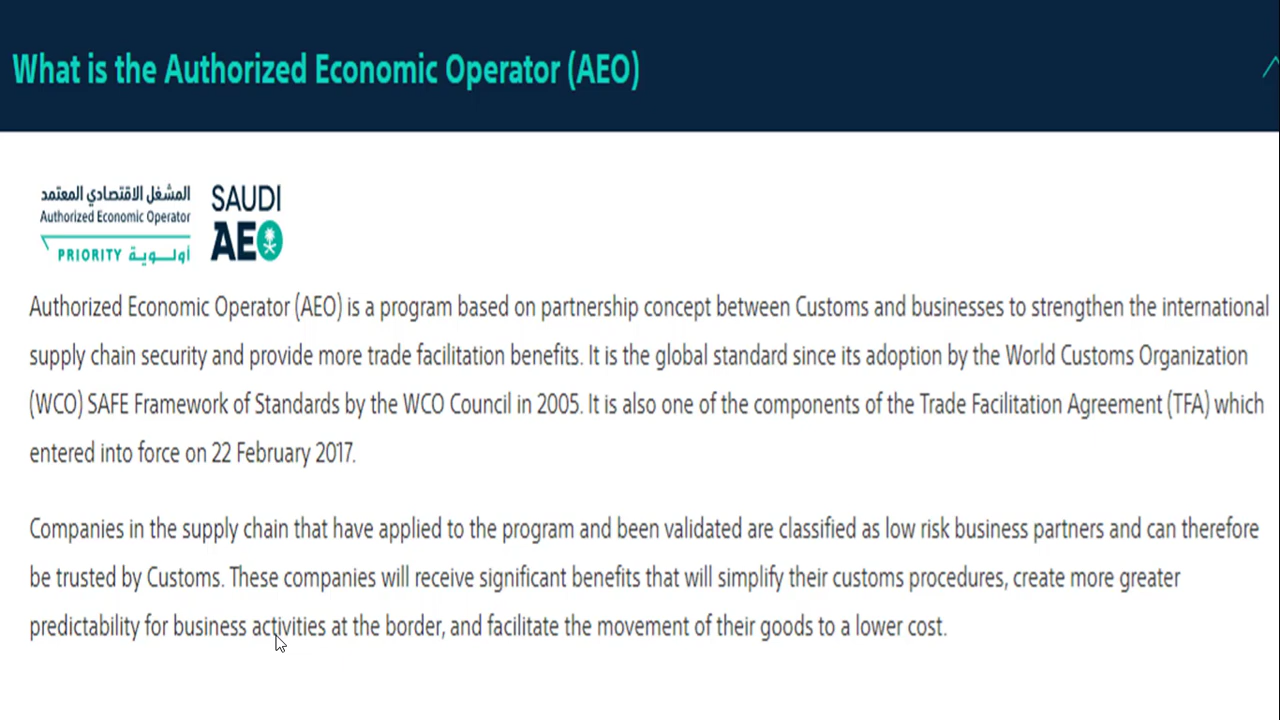 What is the Authorized Economic Operator (AEO)
المشغل الاقتصادي المعتمد
Authorized Economic Operator
PRIORITY أولـــويـة
SAUDI
AEO
Authorized Economic Operator (AEO) is a program based on partnership concept between Customs and businesses to strengthen the international
supply chain security and provide more trade facilitation benefits. It is the global standard since its adoption by the World Customs Organization
(WCO) SAFE Framework of Standards by the WCO Council in 2005. It is also one of the components of the Trade Facilitation Agreement (TFA) which
entered into force on 22 February 2017.
Companies in the supply chain that have applied to the program and been validated are classified as low risk business partners and can therefore
be trusted by Customs. These companies will receive significant benefits that will simplify their customs procedures, create more greater
predictability for business activities at the border, and facilitate the movement of their goods to a lower cost.